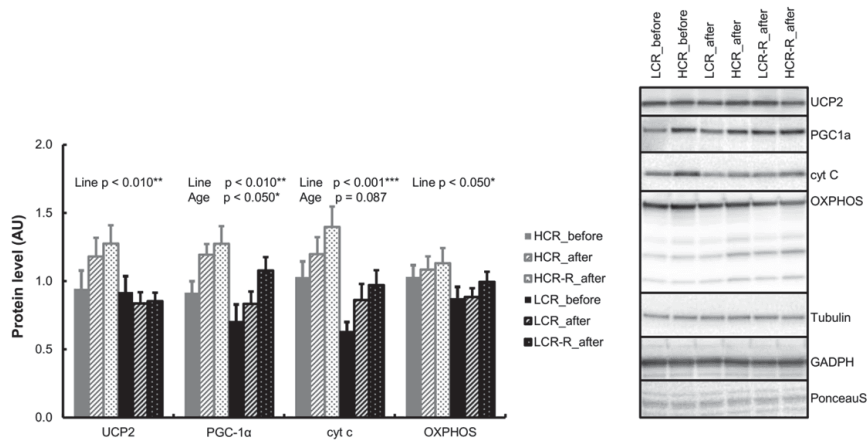 LCR_before
HCR_before
LCR_after
HCR_after
LCR-R_after
HCR-R_after
UCP2
PGC1a
cyt C
OXPHOS
Tubulin
GADPH
PonceauS
Protein level (AU)
2.0
1.5
1.0
0.5
0.0
Line p < 0.010**
Line p < 0.010**
Age p < 0.050*
Line p < 0.001***
Age p = 0.087
Line p < 0.050*
UCP2
PGC-1α
cyt c
OXPHOS
HCR_before
HCR_after
HCR-R_after
LCR_before
LCR_after
LCR-R_after